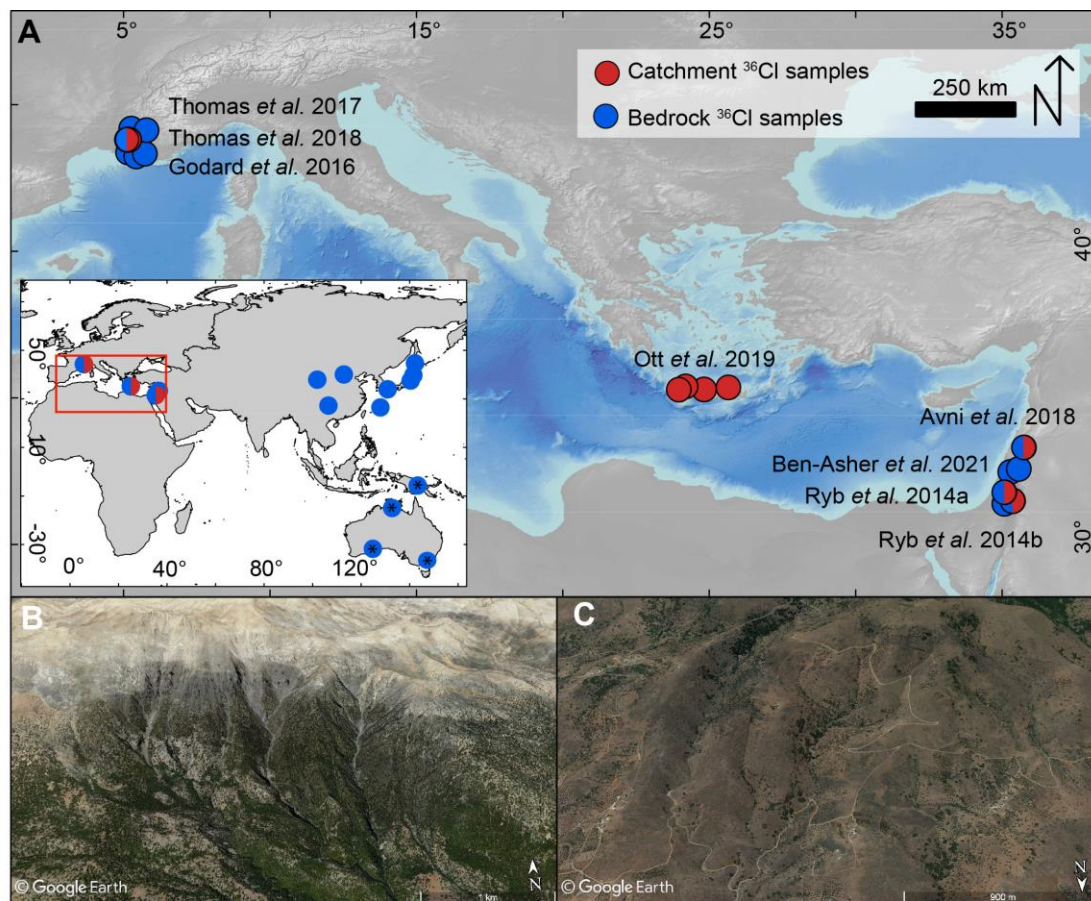 A
5°
15°
25°
35°
Catchment ³⁶Cl samples
Bedrock ³⁶Cl samples
250 km
N
Thomas et al. 2017
Thomas et al. 2018
Godard et al. 2016
40°
Ott et al. 2019
Avni et al. 2018
Ben-Asher et al. 2021
Ryb et al. 2014a
Ryb et al. 2014b
30°
50°
10°
-30°
0°
40°
80°
120°
*
*
*
*
B
© Google Earth
1 km
N
C
© Google Earth
900 m
N